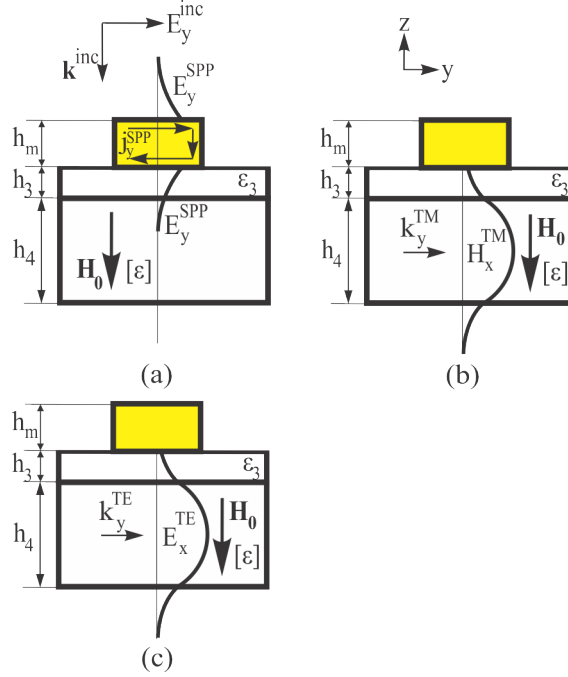 E_y^inc z
k^inc y
E_y^SPP
h_m j_y^SPP h_m
h_3 ε_3 h_3 ε_3
E_y^SPP
h_4 H_0 [ε] h_4 k_y^TM H_x^TM H_0 [ε]
(a) (b)
h_m
h_3 ε_3
h_4 k_y^TE E_x^TE H_0 [ε]
(c)